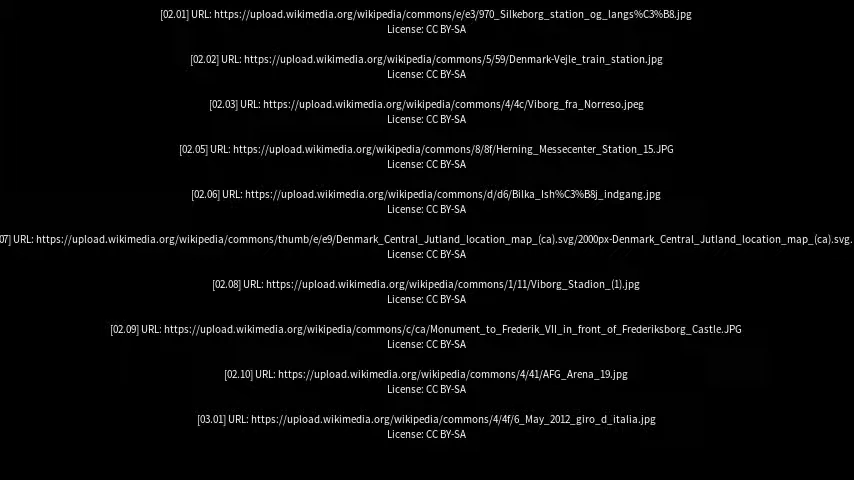 [02.01] URL: https://upload.wikimedia.org/wikipedia/commons/e/e3/970_Silkeborg_station_og_langs%C3%B8.jpg
License: CC BY-SA
[02.02] URL: https://upload.wikimedia.org/wikipedia/commons/5/59/Denmark-Vejle_train_station.jpg
License: CC BY-SA
[02.03] URL: https://upload.wikimedia.org/wikipedia/commons/4/4c/Viborg_fra_Norreso.jpeg
License: CC BY-SA
[02.05] URL: https://upload.wikimedia.org/wikipedia/commons/8/8f/Herning_Messecenter_Station_15.JPG
License: CC BY-SA
[02.06] URL: https://upload.wikimedia.org/wikipedia/commons/d/d6/Bilka_Ish%C3%B8j_indgang.jpg
License: CC BY-SA
07] URL: https://upload.wikimedia.org/wikipedia/commons/thumb/e/e9/Denmark_Central_Jutland_location_map_(ca).svg/2000px-Denmark_Central_Jutland_location_map_(ca).svg.
License: CC BY-SA
[02.08] URL: https://upload.wikimedia.org/wikipedia/commons/1/11/Viborg_Stadion_(1).jpg
License: CC BY-SA
[02.09] URL: https://upload.wikimedia.org/wikipedia/commons/c/ca/Monument_to_Frederik_VII_in_front_of_Frederiksborg_Castle.JPG
License: CC BY-SA
[02.10] URL: https://upload.wikimedia.org/wikipedia/commons/4/41/AFG_Arena_19.jpg
License: CC BY-SA
[03.01] URL: https://upload.wikimedia.org/wikipedia/commons/4/4f/6_May_2012_giro_d_italia.jpg
License: CC BY-SA